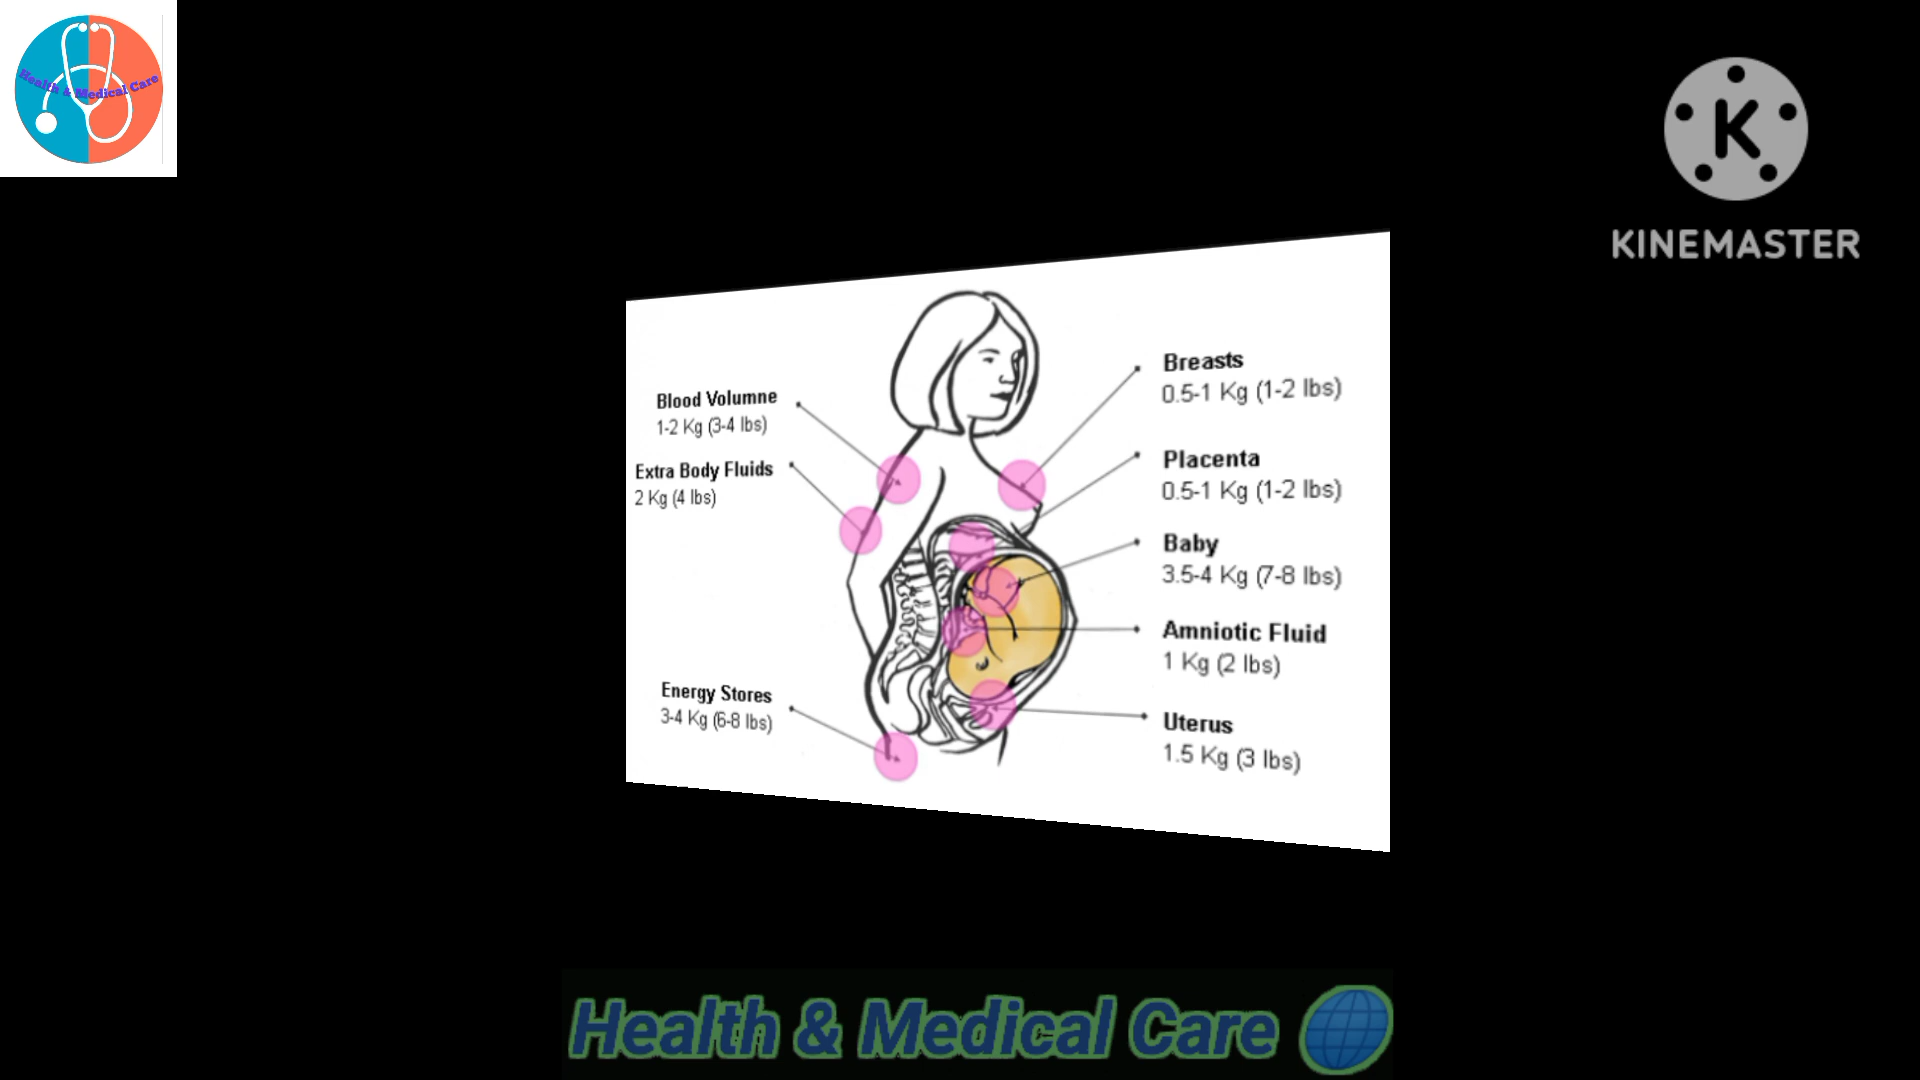 Health & Medical Care
KINEMASTER
Blood Volumne
1-2 Kg (3-4 lbs)
Extra Body Fluids
2 Kg (4 lbs)
Energy Stores
3-4 Kg (6-8 lbs)
Breasts
0.5-1 Kg (1-2 lbs)
Placenta
0.5-1 Kg (1-2 lbs)
Baby
3.5-4 Kg (7-8 lbs)
Amniotic Fluid
1 Kg (2 lbs)
Uterus
1.5 Kg (3 lbs)
Health & Medical Care